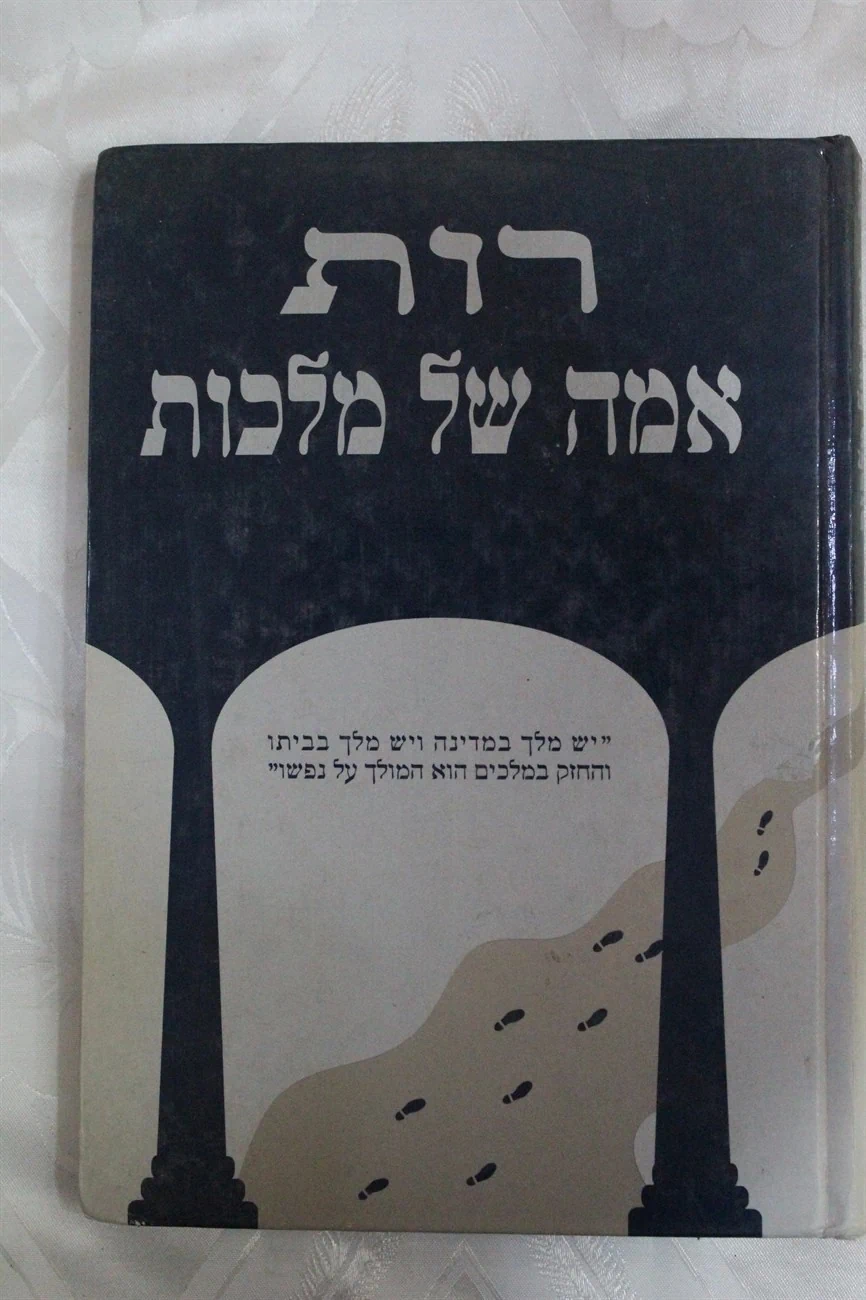 רות
אמה של מלכות
"יש מלך במדינה ויש מלך בביתו
והחזק במלכים הוא המולך על נפשו"